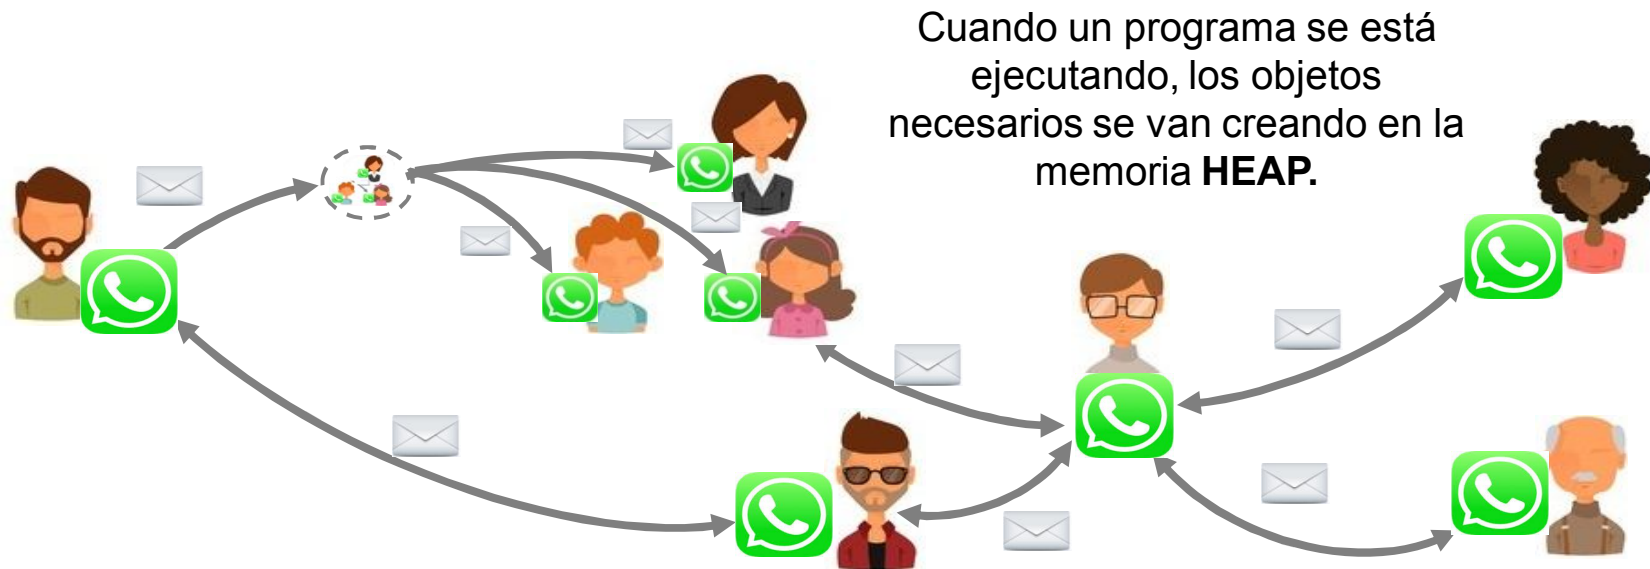 Cuando un programa se está
ejecutando, los objetos
necesarios se van creando en la
memoria HEAP.